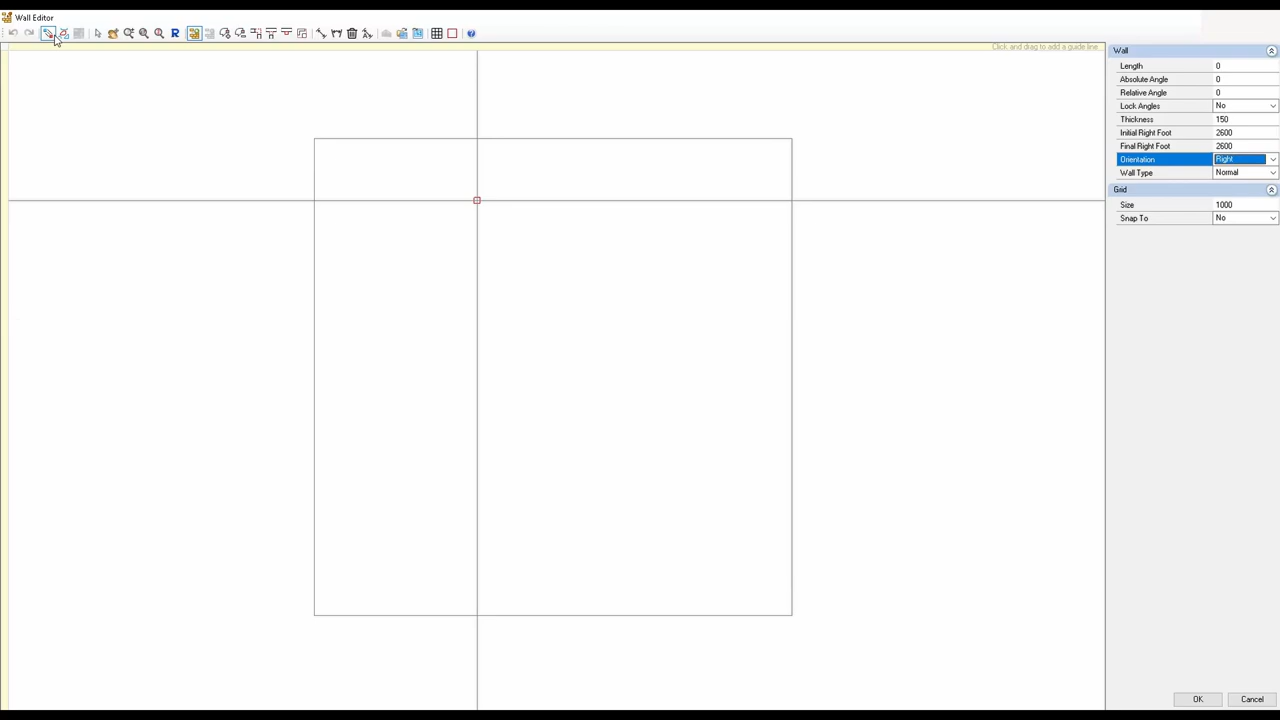 Wall Editor
R
Click and drag to add a guide line
Wall
Length 0
Absolute Angle 0
Relative Angle 0
Lock Angles No
Thickness 150
Initial Right Foot 2600
Final Right Foot 2600
Orientation Right
Wall Type Normal
Grid
Size 1000
Snap To No
OK Cancel